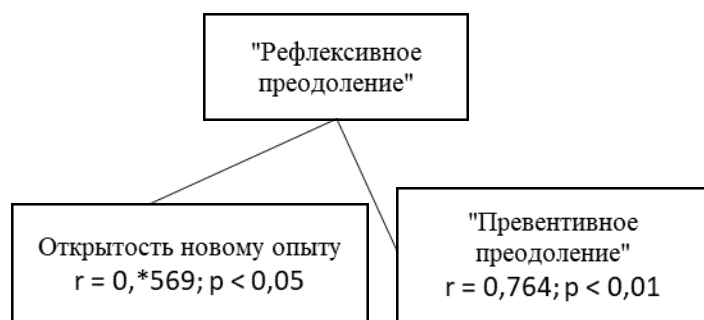 "Рефлексивное
преодоление"
Открытость новому опыту
r = 0,*569; p < 0,05
"Превентивное
преодоление"
r = 0,764; p < 0,01